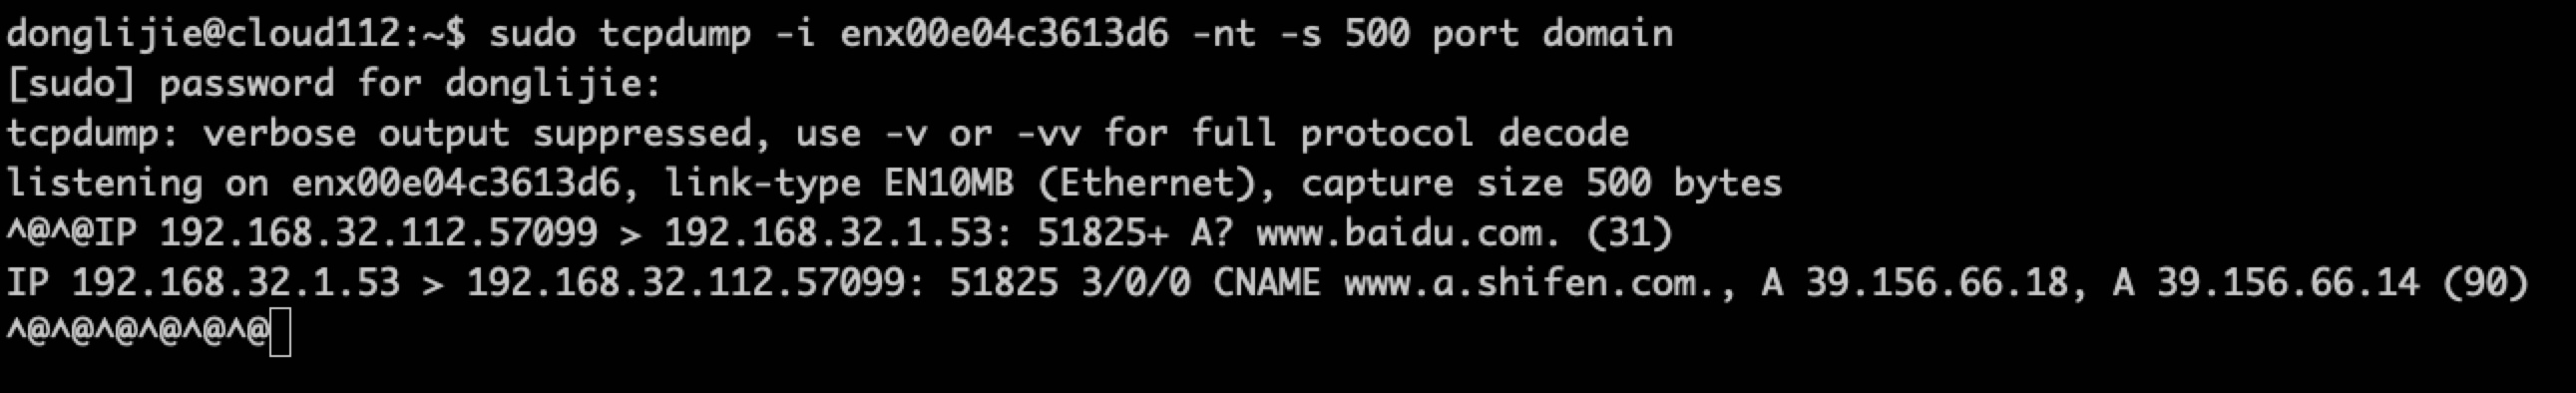 donglijie@cloud112:~$ sudo tcpdump -i enx00e04c3613d6 -nt -s 500 port domain
[sudo] password for donglijie:
tcpdump: verbose output suppressed, use -v or -vv for full protocol decode
listening on enx00e04c3613d6, link-type EN10MB (Ethernet), capture size 500 bytes
^@^@IP 192.168.32.112.57099 > 192.168.32.1.53: 51825+ A? www.baidu.com. (31)
IP 192.168.32.1.53 > 192.168.32.112.57099: 51825 3/0/0 CNAME www.a.shifen.com., A 39.156.66.18, A 39.156.66.14 (90)
^@^@^@^@^@^@